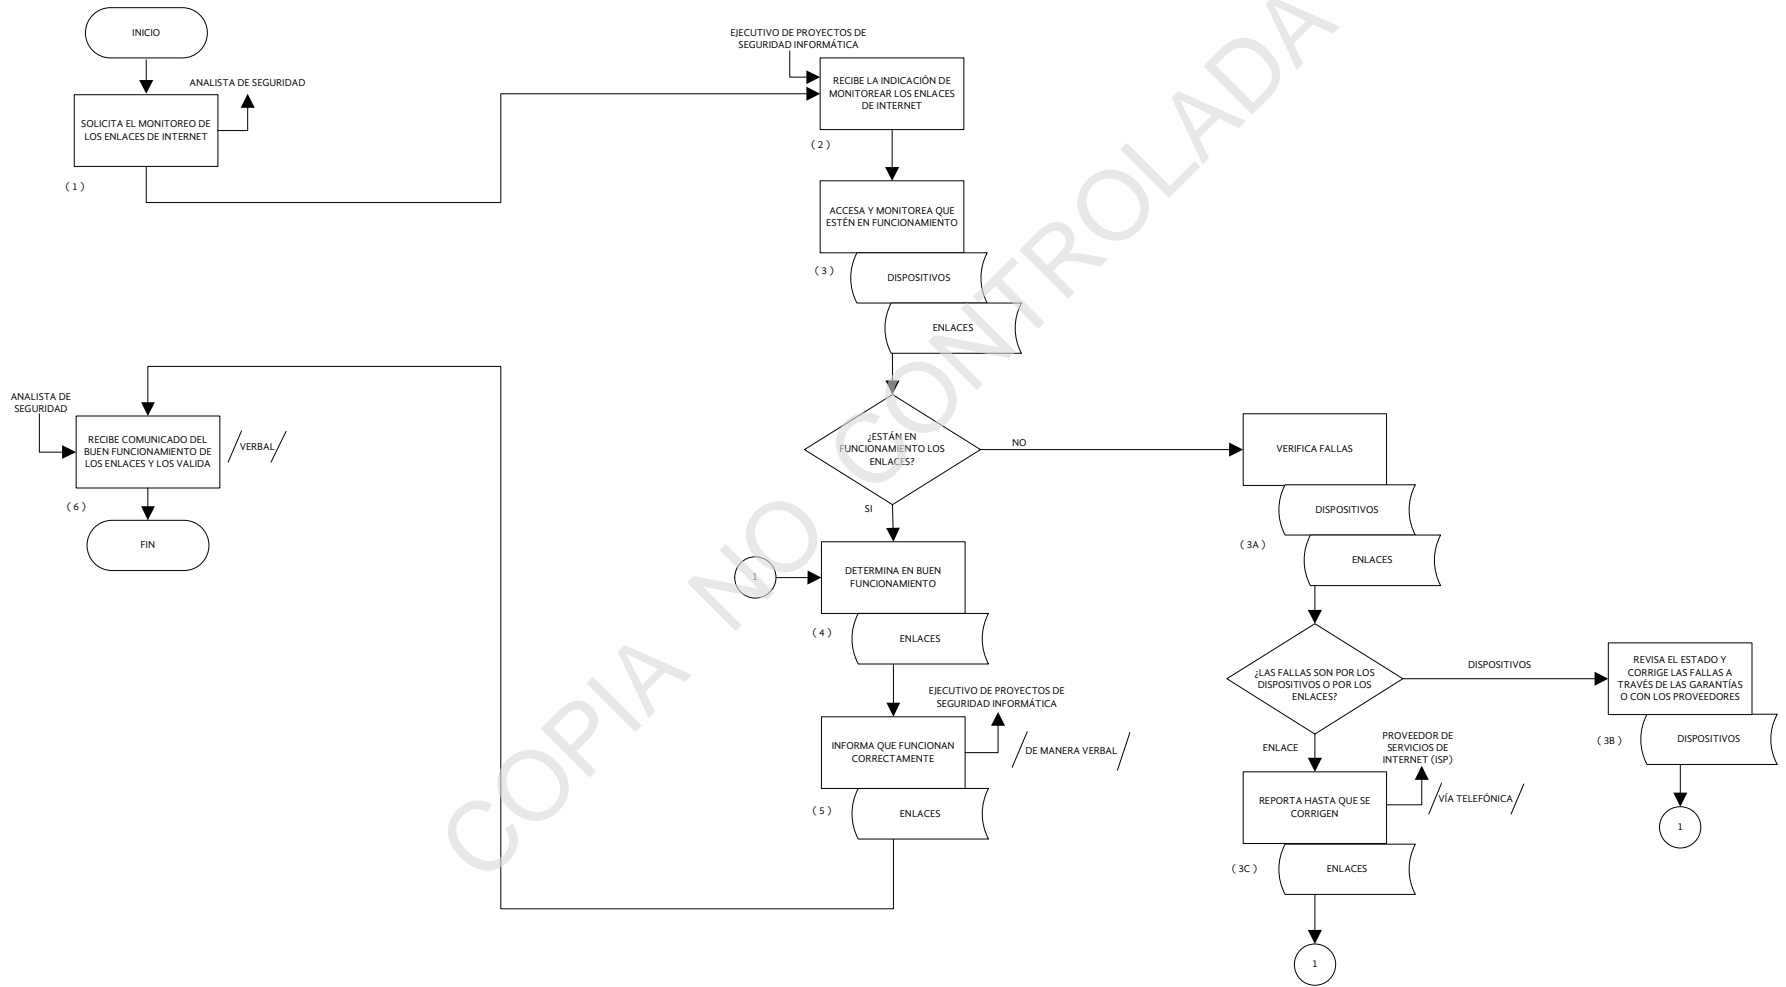 INICIO
ANALISTA DE SEGURIDAD
SOLICITA EL MONITOREO DE
LOS ENLACES DE INTERNET
( 1 )
EJECUTIVO DE PROYECTOS DE
SEGURIDAD INFORMÁTICA
RECIBE LA INDICACIÓN DE
MONITOREAR LOS ENLACES
DE INTERNET
( 2 )
ACCESA Y MONITOREA QUE
ESTÉN EN FUNCIONAMIENTO
( 3 )
DISPOSITIVOS
ENLACES
¿ESTÁN EN
FUNCIONAMIENTO LOS
ENLACES?
NO
SI
VERIFICA FALLAS
DISPOSITIVOS
( 3A )
ENLACES
¿LAS FALLAS SON POR LOS
DISPOSITIVOS O POR LOS
ENLACES?
DISPOSITIVOS
REVISA EL ESTADO Y
CORRIGE LAS FALLAS A
TRAVÉS DE LAS GARANTÍAS
O CON LOS PROVEEDORES
( 3B )
DISPOSITIVOS
1
ENLACE
PROVEEDOR DE
SERVICIOS DE
INTERNET (ISP)
REPORTA HASTA QUE SE
CORRIGEN
VÍA TELEFÓNICA
( 3C )
ENLACES
1
1
DETERMINA EN BUEN
FUNCIONAMIENTO
( 4 )
ENLACES
EJECUTIVO DE PROYECTOS DE
SEGURIDAD INFORMÁTICA
INFORMA QUE FUNCIONAN
CORRECTAMENTE
DE MANERA VERBAL
( 5 )
ENLACES
ANALISTA DE
SEGURIDAD
RECIBE COMUNICADO DEL
BUEN FUNCIONAMIENTO DE
LOS ENLACES Y LOS VALIDA
VERBAL
( 6 )
FIN
COPIA NO CONTROLADA